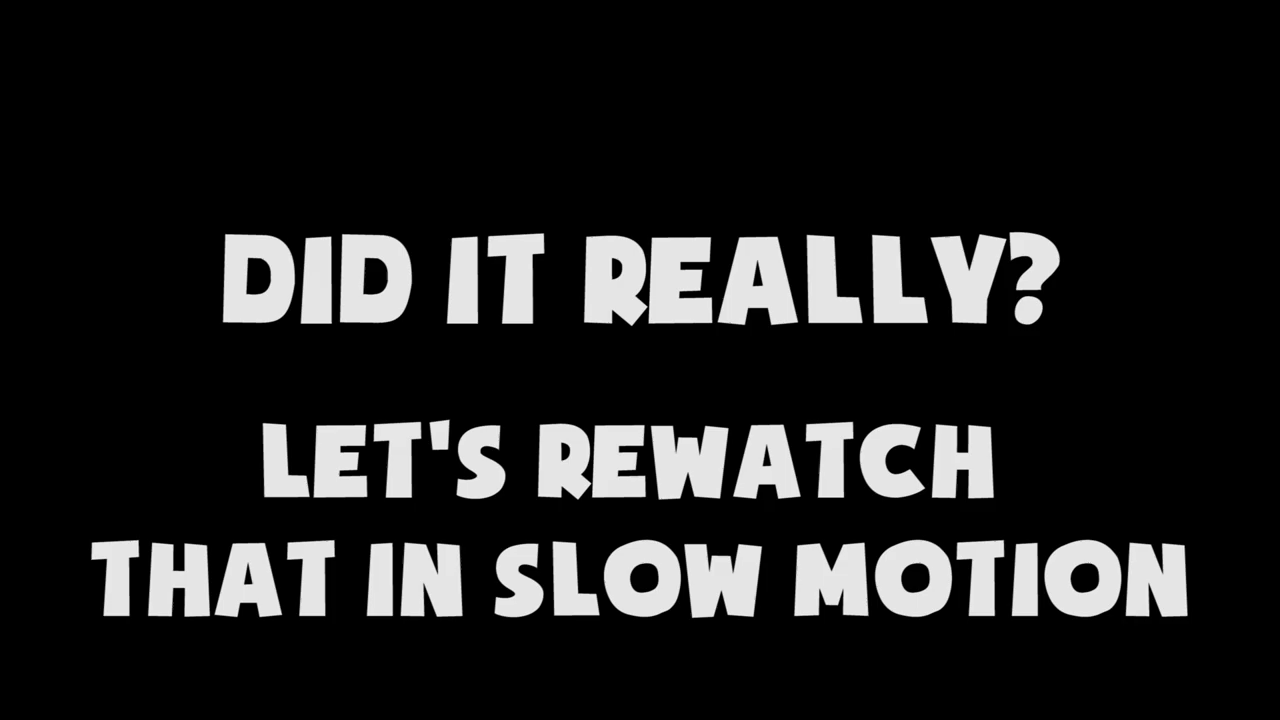 DID IT REALLY?
LET'S REWATCH
THAT IN SLOW MOTION